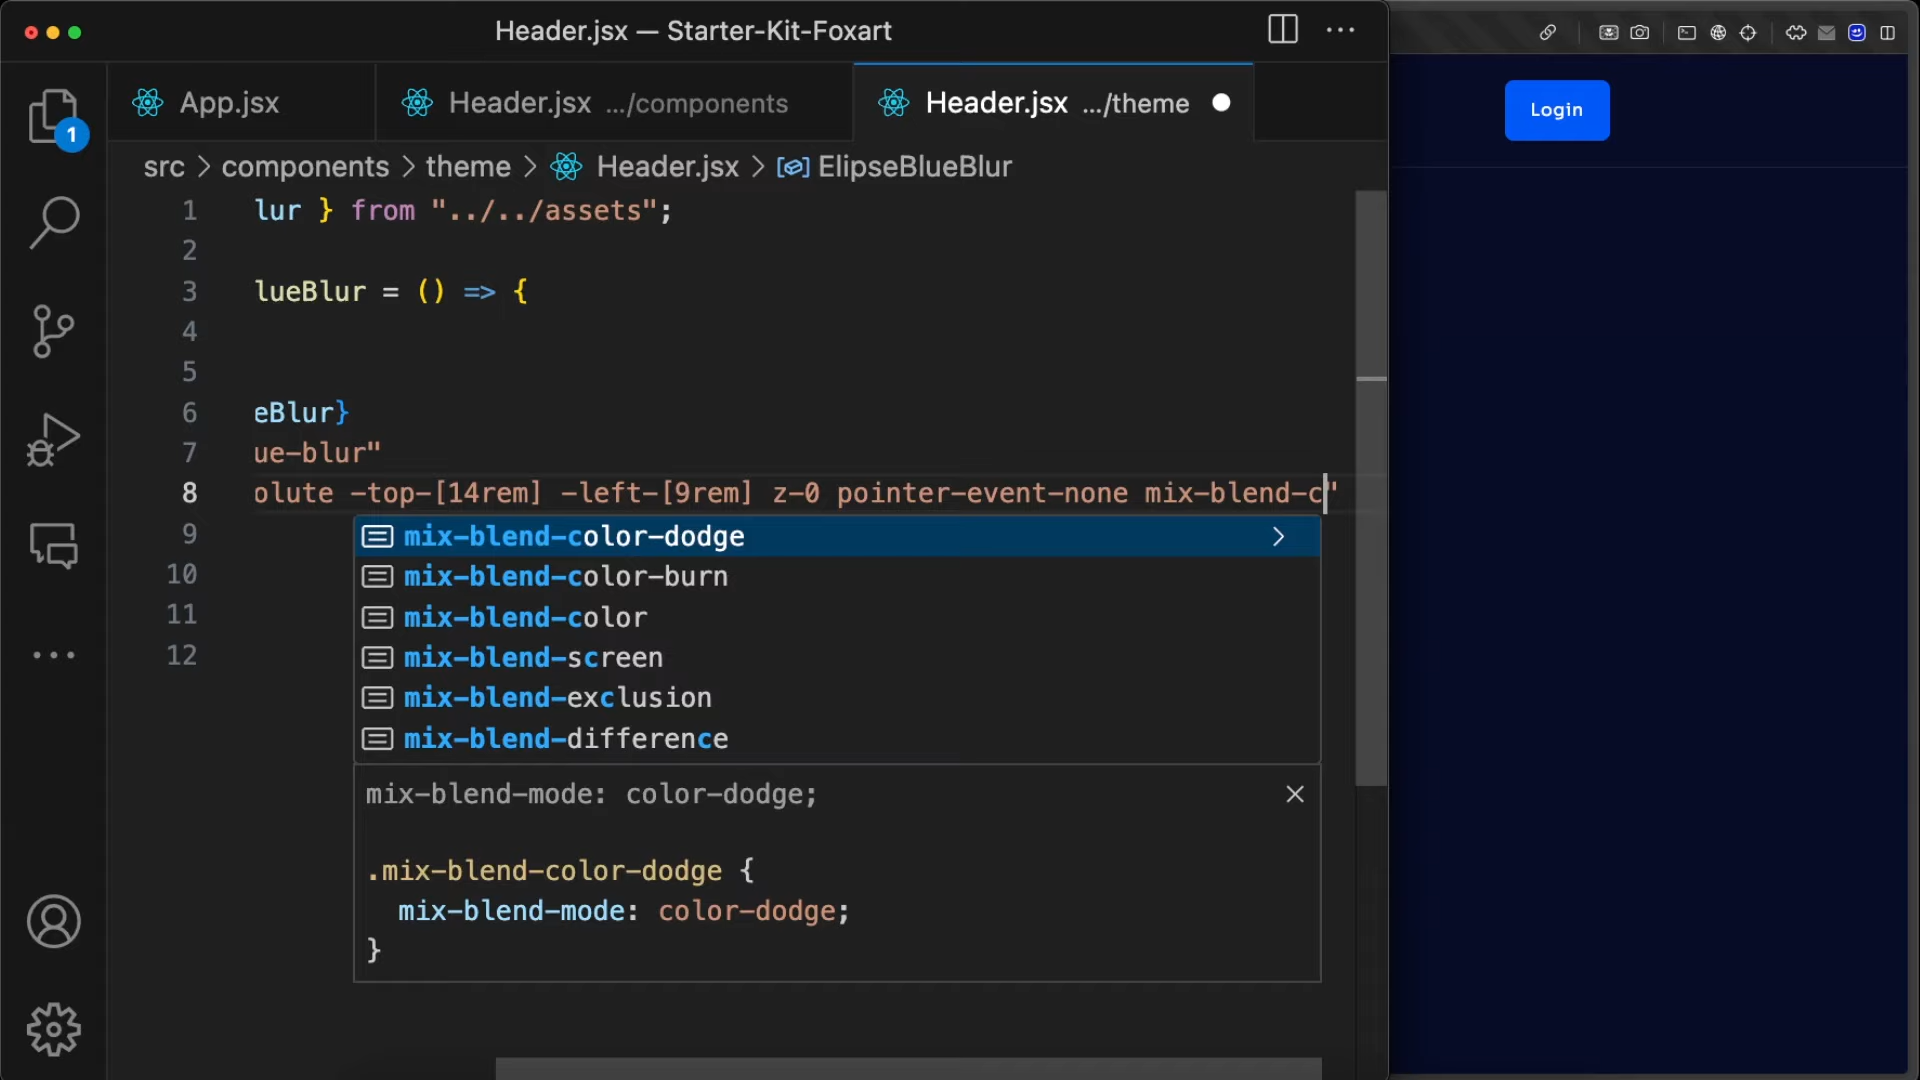 Header.jsx — Starter-Kit-Foxart
App.jsx
Header.jsx .../components
Header.jsx .../theme
1
src > components > theme > Header.jsx > ElipseBlueBlur
Login
1 lur } from "../../assets";
2
3 lueBlur = () => {
4
5
6 eBlur}
7 ue-blur"
8 olute -top-[14rem] -left-[9rem] z-0 pointer-event-none mix-blend-c"
9
10
11
12
mix-blend-color-dodge
mix-blend-color-burn
mix-blend-color
mix-blend-screen
mix-blend-exclusion
mix-blend-difference
mix-blend-mode: color-dodge;
.mix-blend-color-dodge {
mix-blend-mode: color-dodge;
}